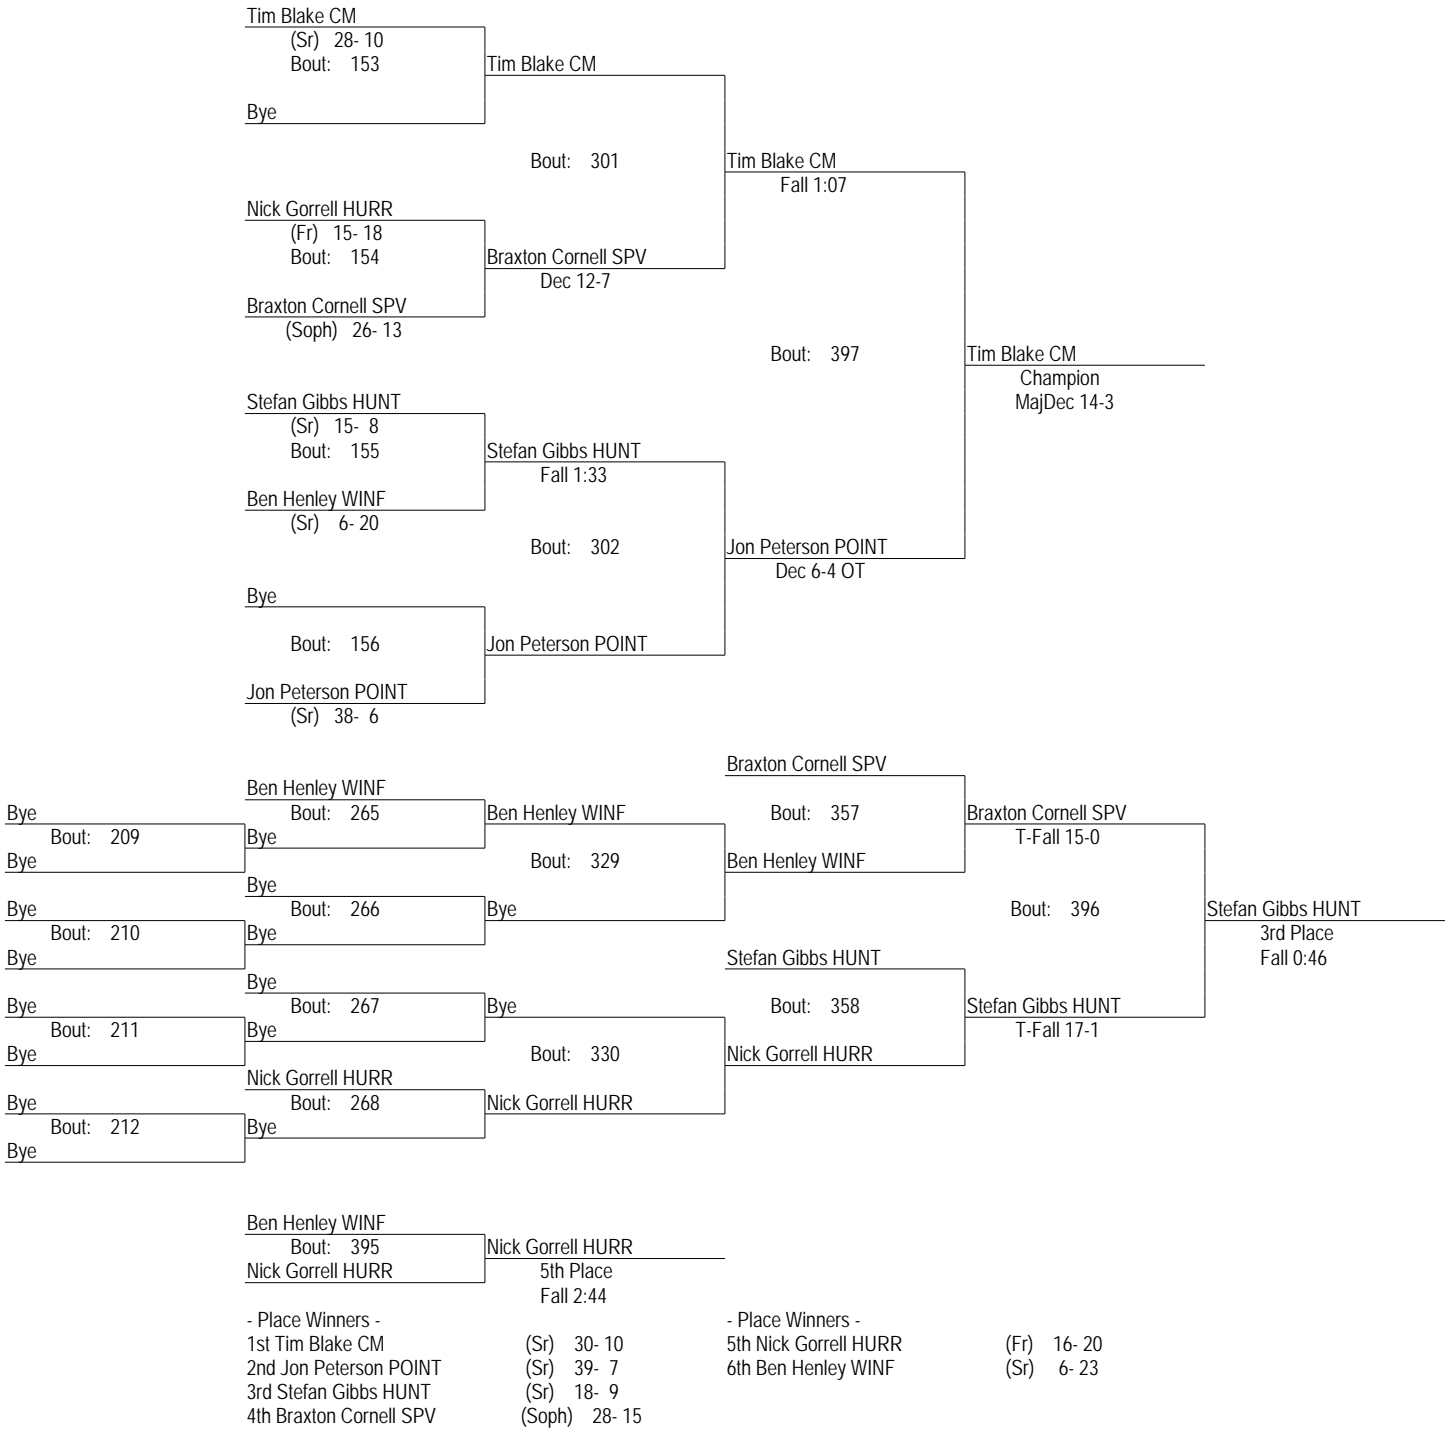 Tim Blake CM
(Sr) 28- 10
Bout: 153
Tim Blake CM
Bye
Bout: 301
Tim Blake CM
Fall 1:07
Nick Gorrell HURR
(Fr) 15- 18
Bout: 154
Braxton Cornell SPV
Dec 12-7
Braxton Cornell SPV
(Soph) 26- 13
Bout: 397
Tim Blake CM
Champion
MajDec 14-3
Stefan Gibbs HUNT
(Sr) 15- 8
Bout: 155
Stefan Gibbs HUNT
Fall 1:33
Ben Henley WINF
(Sr) 6- 20
Bout: 302
Jon Peterson POINT
Dec 6-4 OT
Bye
Bout: 156
Jon Peterson POINT
Jon Peterson POINT
(Sr) 38- 6
Braxton Cornell SPV
Ben Henley WINF
Bye
Bout: 265
Ben Henley WINF
Bout: 357
Braxton Cornell SPV
Bout: 209
Bye
T-Fall 15-0
Bye
Bout: 329
Ben Henley WINF
Bye
Bye
Bout: 266
Bye
Bout: 396
Stefan Gibbs HUNT
Bout: 210
Bye
3rd Place
Bye
Stefan Gibbs HUNT
Fall 0:46
Bye
Bye
Bout: 267
Bye
Bout: 358
Stefan Gibbs HUNT
Bout: 211
Bye
T-Fall 17-1
Bye
Bout: 330
Nick Gorrell HURR
Nick Gorrell HURR
Bye
Bout: 268
Nick Gorrell HURR
Bout: 212
Bye
Bye
Ben Henley WINF
Bout: 395
Nick Gorrell HURR
Nick Gorrell HURR
5th Place
Fall 2:44
- Place Winners -
1st Tim Blake CM (Sr) 30- 10
2nd Jon Peterson POINT (Sr) 39- 7
3rd Stefan Gibbs HUNT (Sr) 18- 9
4th Braxton Cornell SPV (Soph) 28- 15
- Place Winners -
5th Nick Gorrell HURR (Fr) 16- 20
6th Ben Henley WINF (Sr) 6- 23